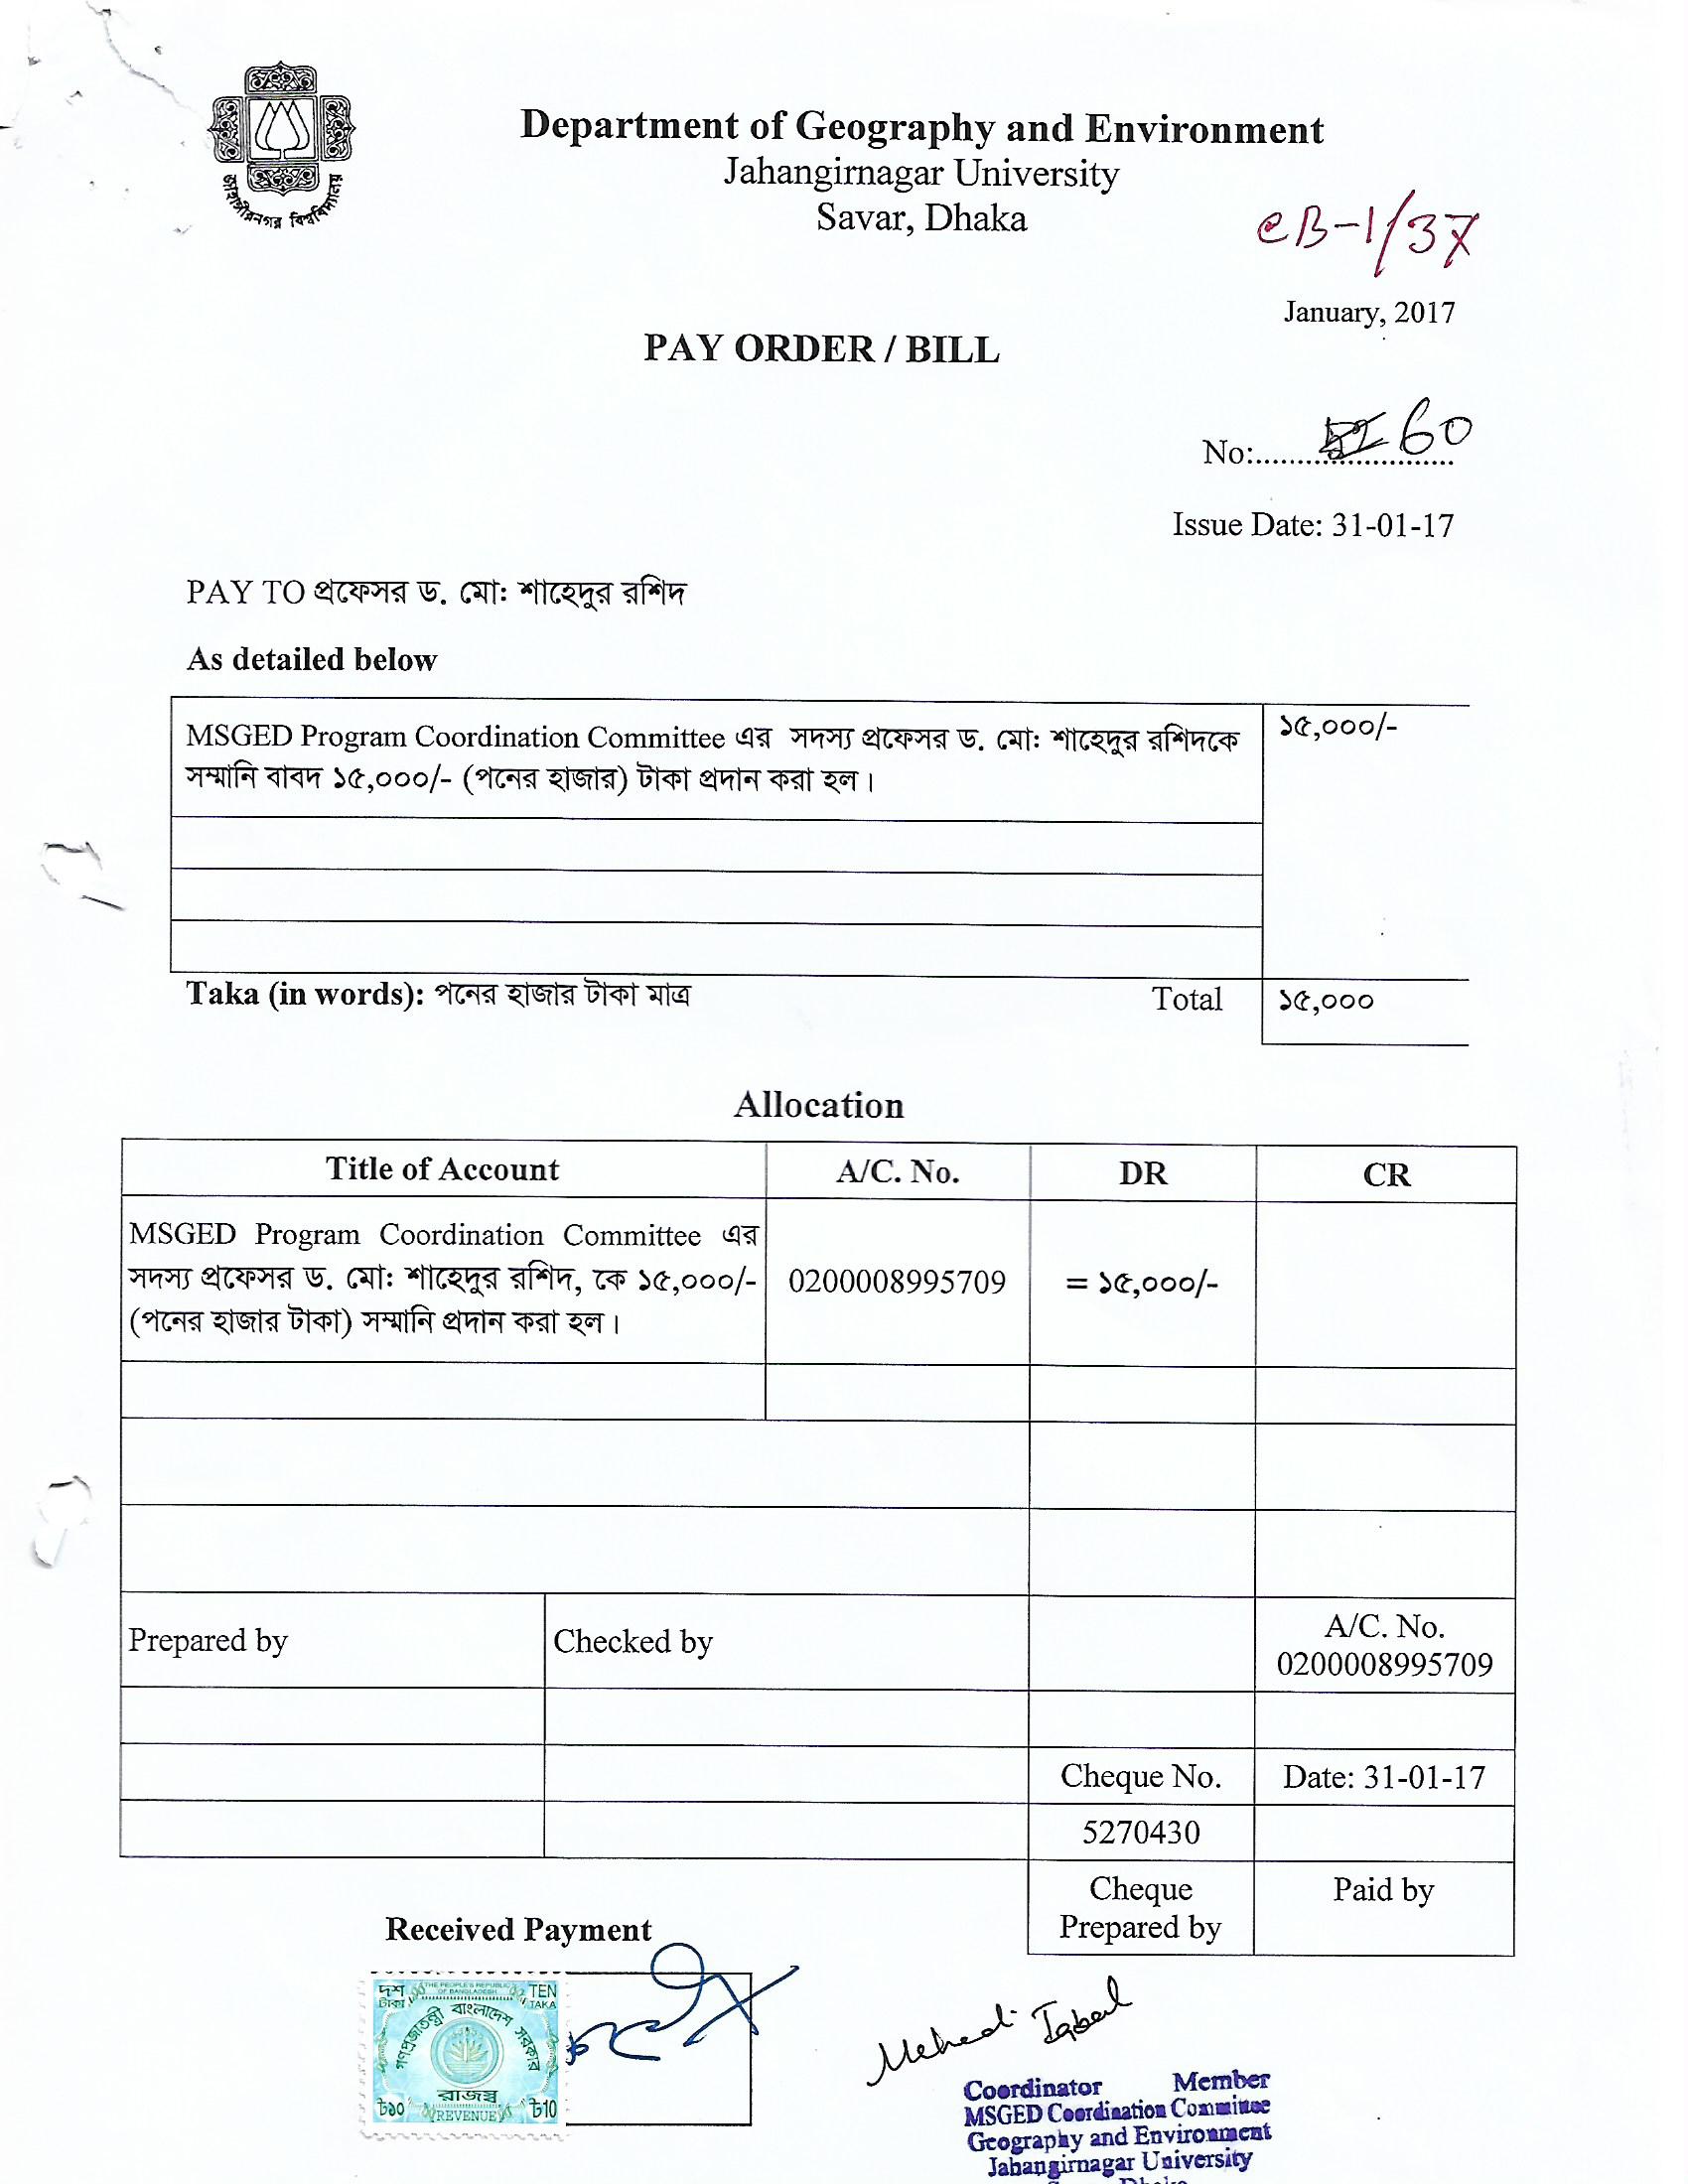 জাহাঙ্গীরনগর বিশ্ববিদ্যালয়
Department of Geography and Environment
Jahangirnagar University
Savar, Dhaka
CB-1/37
January, 2017
PAY ORDER / BILL
No:........................ 60
Issue Date: 31-01-17
PAY TO প্রফেসর ড. মো: শাহেদুর রশিদ
As detailed below
MSGED Program Coordination Committee এর সদস্য প্রফেসর ড. মো: শাহেদুর রশিদকে ১৫,০০০/-
সম্মানি বাবদ ১৫,০০০/- (পনের হাজার) টাকা প্রদান করা হল।
Taka (in words): পনের হাজার টাকা মাত্র Total ১৫,০০০
Allocation
Title of Account A/C. No. DR CR
MSGED Program Coordination Committee এর
সদস্য প্রফেসর ড. মো: শাহেদুর রশিদ, কে ১৫,০০০/- 0200008995709 = ১৫,০০০/-
(পনের হাজার টাকা) সম্মানি প্রদান করা হল।
Prepared by Checked by A/C. No.
0200008995709
Cheque No. Date: 31-01-17
5270430
Cheque Paid by
Prepared by
Received Payment
দশ টাকা THE PEOPLE'S REPUBLIC OF BANGLADESH TEN TAKA
গণপ্রজাতন্ত্রী বাংলাদেশ সরকার
রাজস্ব
৳১০ REVENUE ৳10
Mehedi Iqbal
Coordinator Member
MSGED Coordination Committee
Geography and Environment
Jahangirnagar University